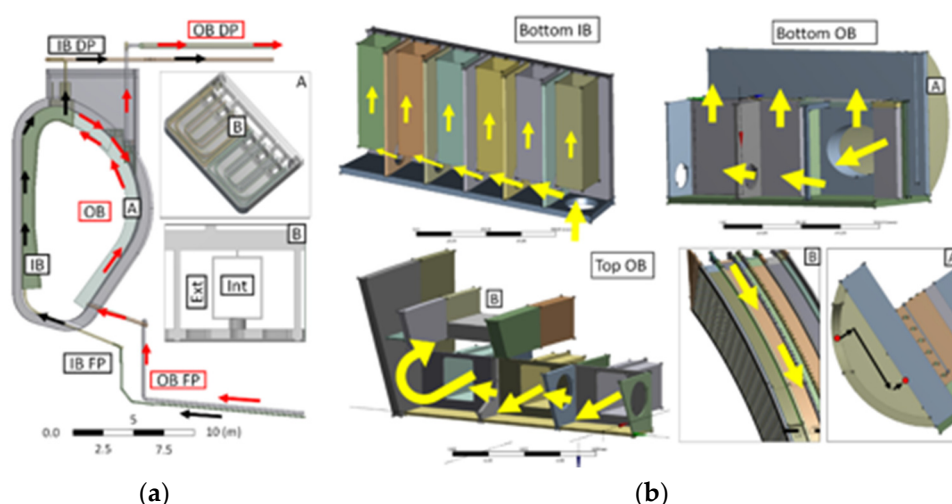 OB DP
IB DP
A
B
OB
A
IB
B
Ext
Int
IB FP
OB FP
5
0.0
10 (m)
2.5
7.5
Bottom IB
Bottom OB
A
Top OB
B
B
A
(a)
(b)